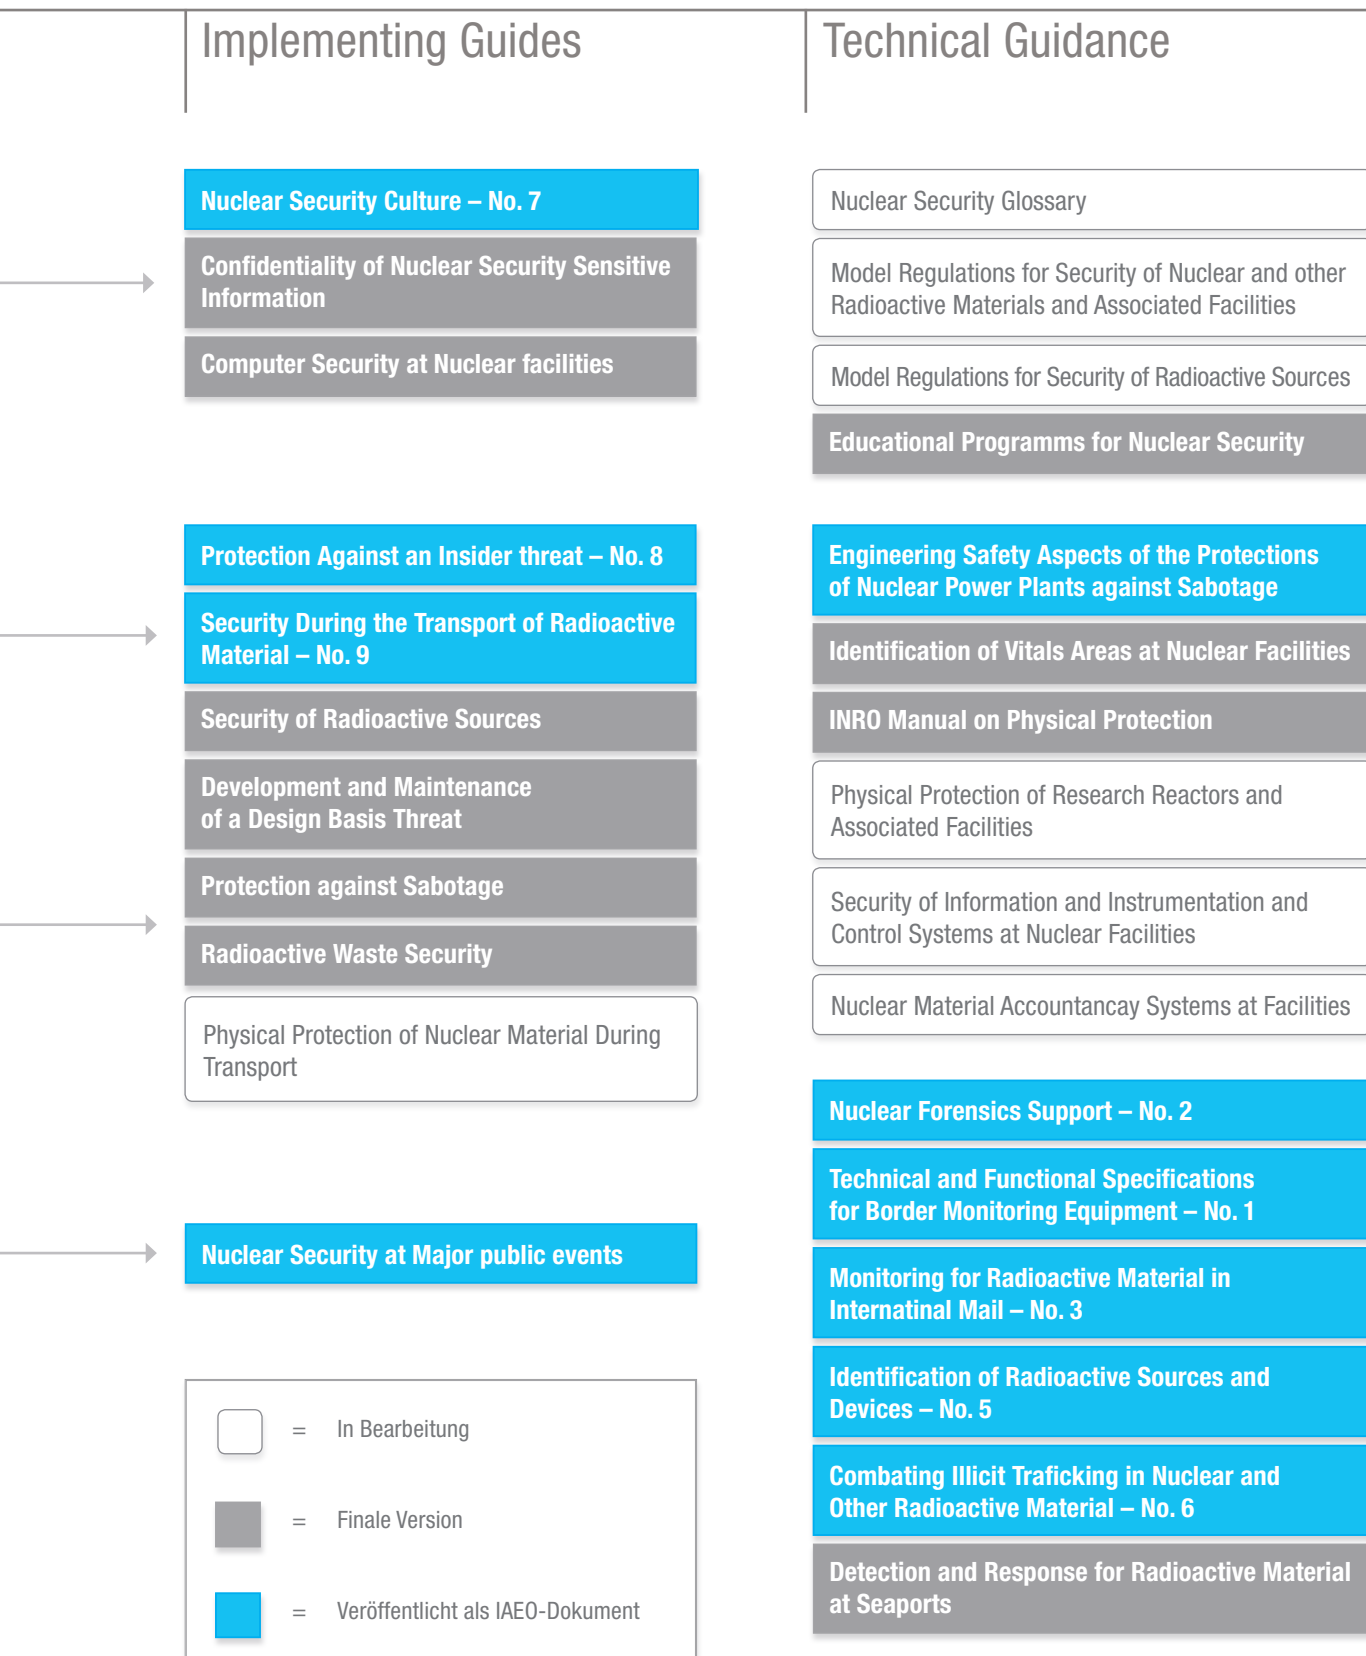 Implementing Guides
Nuclear Security Culture – No. 7
Confidentiality of Nuclear Security Sensitive
Information
Computer Security at Nuclear facilities
Protection Against an Insider threat – No. 8
Security During the Transport of Radioactive
Material – No. 9
Security of Radioactive Sources
Development and Maintenance
of a Design Basis Threat
Protection against Sabotage
Radioactive Waste Security
Physical Protection of Nuclear Material During
Transport
Nuclear Security at Major public events
= In Bearbeitung
= Finale Version
= Veröffentlicht als IAEO-Dokument
Technical Guidance
Nuclear Security Glossary
Model Regulations for Security of Nuclear and other
Radioactive Materials and Associated Facilities
Model Regulations for Security of Radioactive Sources
Educational Programms for Nuclear Security
Engineering Safety Aspects of the Protections
of Nuclear Power Plants against Sabotage
Identification of Vitals Areas at Nuclear Facilities
INRO Manual on Physical Protection
Physical Protection of Research Reactors and
Associated Facilities
Security of Information and Instrumentation and
Control Systems at Nuclear Facilities
Nuclear Material Accountancay Systems at Facilities
Nuclear Forensics Support – No. 2
Technical and Functional Specifications
for Border Monitoring Equipment – No. 1
Monitoring for Radioactive Material in
Internatinal Mail – No. 3
Identification of Radioactive Sources and
Devices – No. 5
Combating Illicit Traficking in Nuclear and
Other Radioactive Material – No. 6
Detection and Response for Radioactive Material
at Seaports